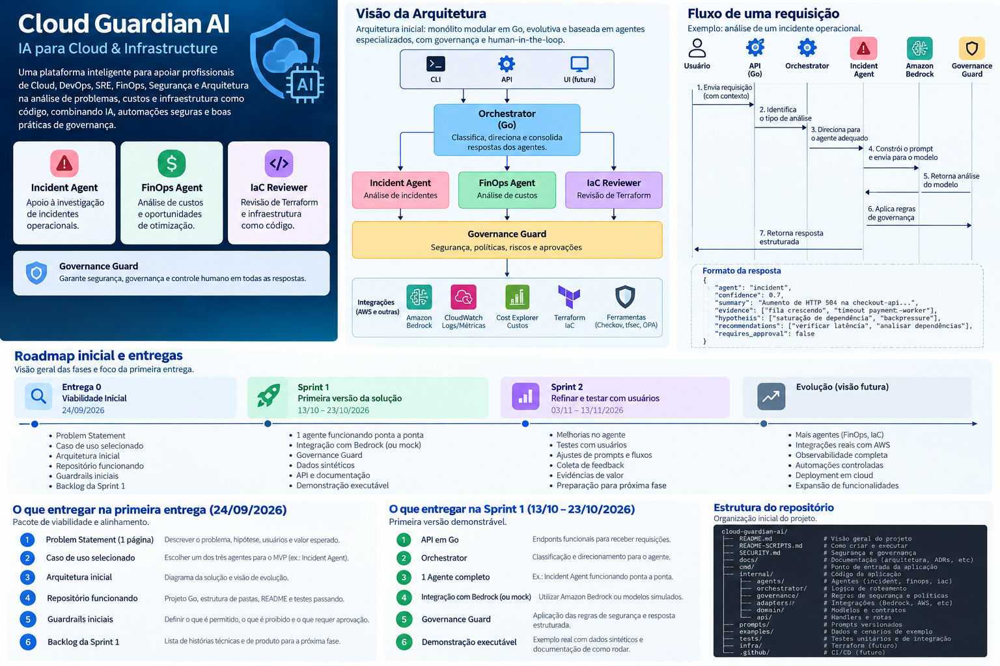 Cloud Guardian AI
IA para Cloud & Infrastructure
Uma plataforma inteligente para apoiar profissionais
de Cloud, DevOps, SRE, FinOps, Segurança e Arquitetura
na análise de problemas, custos e infraestrutura como
código, combinando IA, automações seguras e boas
práticas de governança.
AI
Incident Agent
Apoio à investigação
de incidentes
operacionais.
$
FinOps Agent
Análise de custos
e oportunidades
de otimização.
</>
IaC Reviewer
Revisão de Terraform
e infraestrutura
como código.
Governance Guard
Garante segurança, governança e controle humano em todas as respostas.
Visão da Arquitetura
Arquitetura inicial: monólito modular em Go, evolutiva e baseada em agentes
especializados, com governança e human-in-the-loop.
CLI
API
UI (futura)
Orchestrator
(Go)
Classifica, direciona e consolida
respostas dos agentes.
Incident Agent
Análise de incidentes
FinOps Agent
Análise de custos
IaC Reviewer
Revisão de Terraform
Governance Guard
Segurança, políticas, riscos e aprovações
Integrações
(AWS e outras)
Amazon
Bedrock
CloudWatch
Logs/Métricas
Cost Explorer
Custos
Terraform
IaC
Ferramentas
(Checkov, tfsec, OPA)
Fluxo de uma requisição
Exemplo: análise de um incidente operacional.
Usuário
API
(Go)
Orchestrator
Incident
Agent
Amazon
Bedrock
Governance
Guard
1. Envia requisição
(com contexto)
2. Identifica
o tipo de análise
3. Direciona para
o agente adequado
4. Constrói o prompt
e envia para o modelo
5. Retorna análise
do modelo
6. Aplica regras
de governança
7. Retorna resposta
estruturada
Formato da resposta
{
"agent": "incident",
"confidence": 0.7,
"summary": "Aumento de HTTP 504 na checkout-api...",
"evidence": ["fila crescendo", "timeout payment-worker"],
"hypotheiis": ["saturação de dependência", "backpressure"],
"recommendations": ["verificar latência", "analisar dependências"],
"requires_approval": false
}
Roadmap inicial e entregas
Visão geral das fases e foco da primeira entrega.
Entrega 0
Viabilidade Inicial
24/09/2026
Problem Statement
Caso de uso selecionado
Arquitetura inicial
Repositório funcionando
Guardrails iniciais
Backlog da Sprint 1
Sprint 1
Primeira versão da solução
13/10 – 23/10/2026
1 agente funcionando ponta a ponta
Integração com Bedrock (ou mock)
Governance Guard
Dados sintéticos
API e documentação
Demonstração executável
Sprint 2
Refinar e testar com usuários
03/11 – 13/11/2026
Melhorias no agente
Testes com usuários
Ajustes de prompts e fluxos
Coleta de feedback
Evidências de valor
Preparação para próxima fase
Evolução (visão futura)
Mais agentes (FinOps, IaC)
Integrações reais com AWS
Observabilidade completa
Automações controladas
Deployment em cloud
Expansão de funcionalidades
O que entregar na primeira entrega (24/09/2026)
Pacote de viabilidade e alinhamento.
1 Problem Statement (1 página) Descrever o problema, hipótese, usuários e valor esperado.
2 Caso de uso selecionado Escolher um dos três agentes para o MVP (ex.: Incident Agent).
3 Arquitetura inicial Diagrama da solução e visão de evolução.
4 Repositório funcionando Projeto Go, estrutura de pastas, README e testes passando.
5 Guardrails iniciais Definir o que é permitido, o que é proibido e o que requer aprovação.
6 Backlog da Sprint 1 Lista de histórias técnicas e de produto para a próxima fase.
O que entregar na Sprint 1 (13/10 – 23/10/2026)
Primeira versão demonstrável.
1 API em Go Endponts funcionais para receber requisições.
2 Orchestrator Classificação e direcionamento para o agente.
3 1 Agente completo Ex.: Incident Agent funcionando ponta a ponta.
4 Integração com Bedrock (ou mock) Utilizar Amazon Bedrock ou modelos simulados.
5 Governance Guard Aplicação das regras de segurança e resposta
estruturada.
6 Demonstração executável Exemplo real com dados sintéticos e
documentação de como rodar.
Estrutura do repositório
Organização inicial do projeto.
cloud-guardian-ai/
├── README.md # Visão geral do projeto
├── README-SCRIPTS.md # Como criar e executar
├── SECURITY.md # Segurança e governança
├── docs/ # Documentação (arquitetura, ADRs, etc)
├── cmd/ # Ponto de entrada da aplicação
├── internal/ # Código da aplicação
│ ├── agents/ # Agentes (incident, finops, iac)
│ ├── orchestrator/ # Lógica de roteamento
│ ├── governance/ # Regras de segurança e políticas
│ ├── adapters/ # Integrações (Bedrock, AWS, etc)
│ ├── domain/ # Modelos e contratos
│ └── api/ # Handlers e rotas
├── prompts/ # Prompts versionados
├── examples/ # Dados e cenarios de exemplo
├── tests/ # Testes unitários e de integração
├── infra/ # Terraform (futuro)
└── .github/ # CI/CD (futuro)